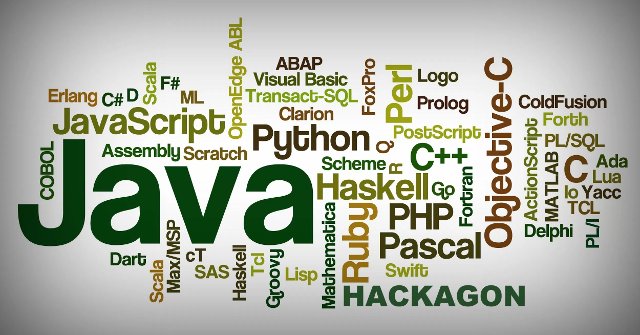 Erlang
C#
D
Scala
F#
ML
OpenEdge ABL
ABAP
Visual Basic
Transact-SQL
Clarion
FoxPro
Perl
Logo
Prolog
PostScript
Objective-C
ColdFusion
Forth
PL/SQL
ActionScript
MATLAB
C
Ada
Lua
Io
Yacc
TCL
PL/I
Delphi
JavaScript
COBOL
Assembly
Scratch
Python
Q
Scheme
R
C++
Java
Haskell
Go
Fortran
PHP
Pascal
Ruby
Mathematica
Swift
Dart
Scala
Max/MSP
cT
SAS
Haskell
Tcl
Groovy
Lisp
HACKAGON